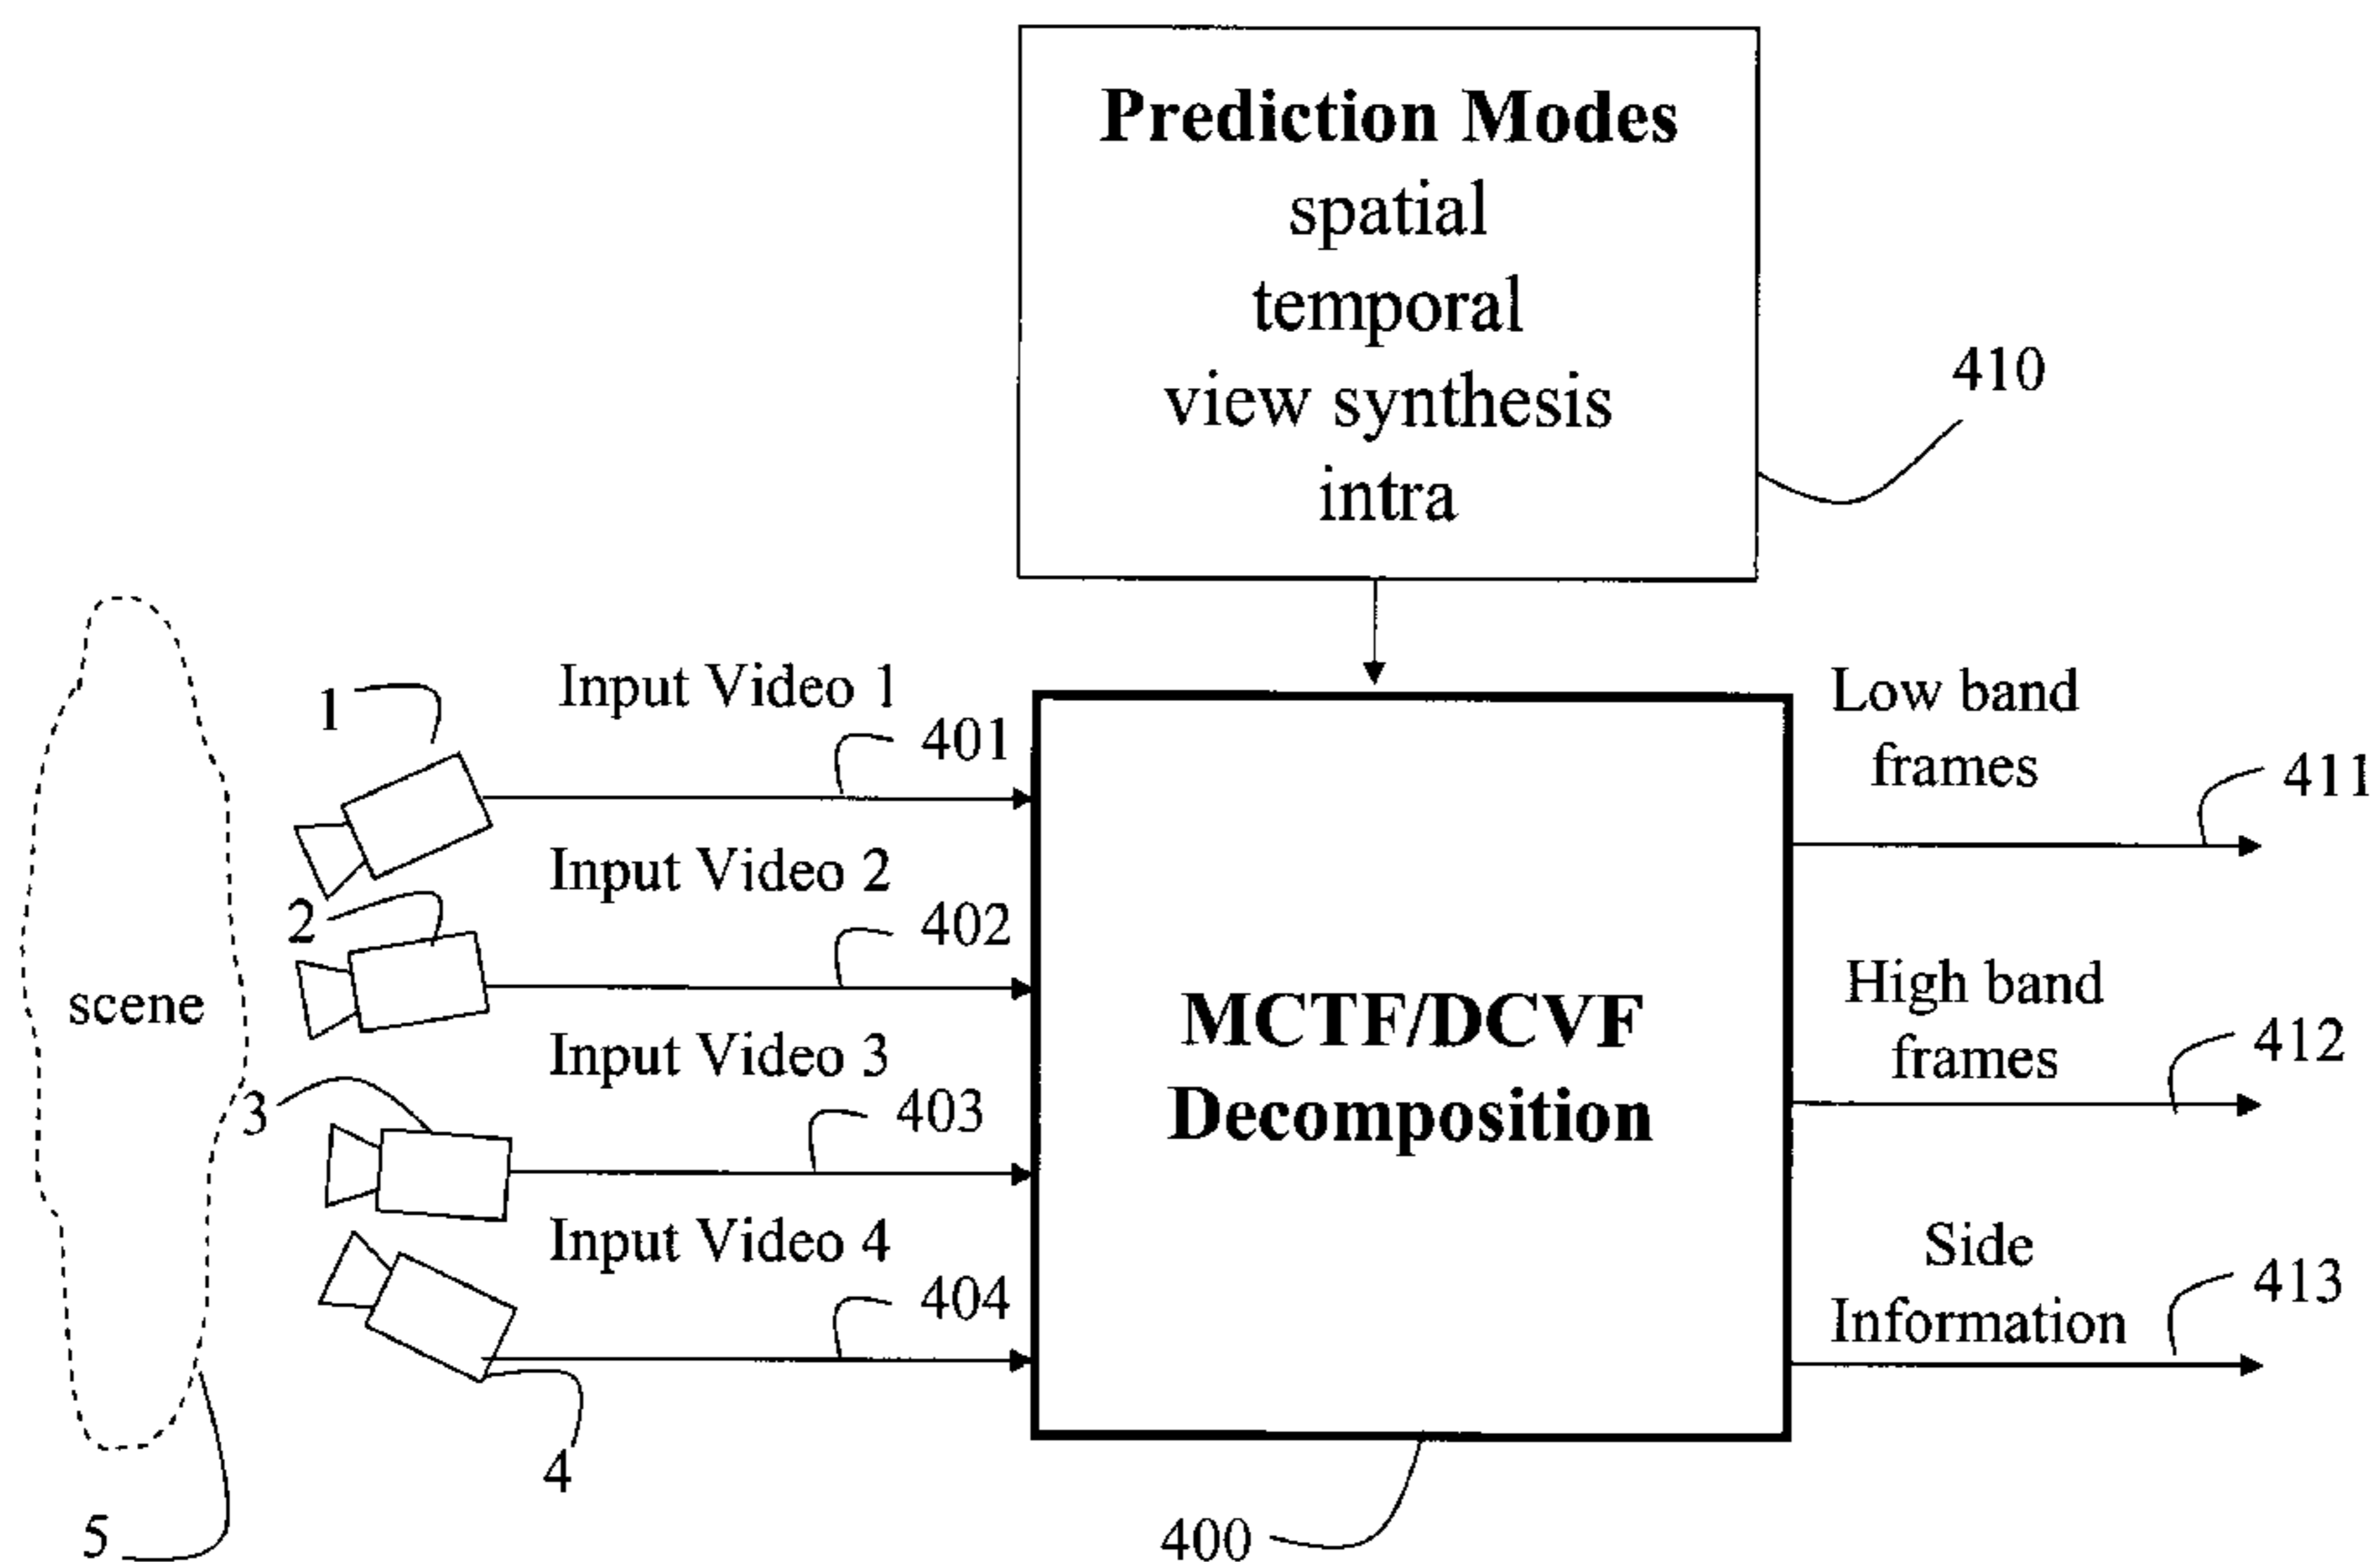 Prediction Modes
spatial
temporal
view synthesis
intra
410
1
Input Video 1
401
Low band
frames
411
Input Video 2
2
402
scene
High band
frames
412
Input Video 3
3
403
MCTF/DCVF
Decomposition
Input Video 4
404
Side
Information
413
4
5
400